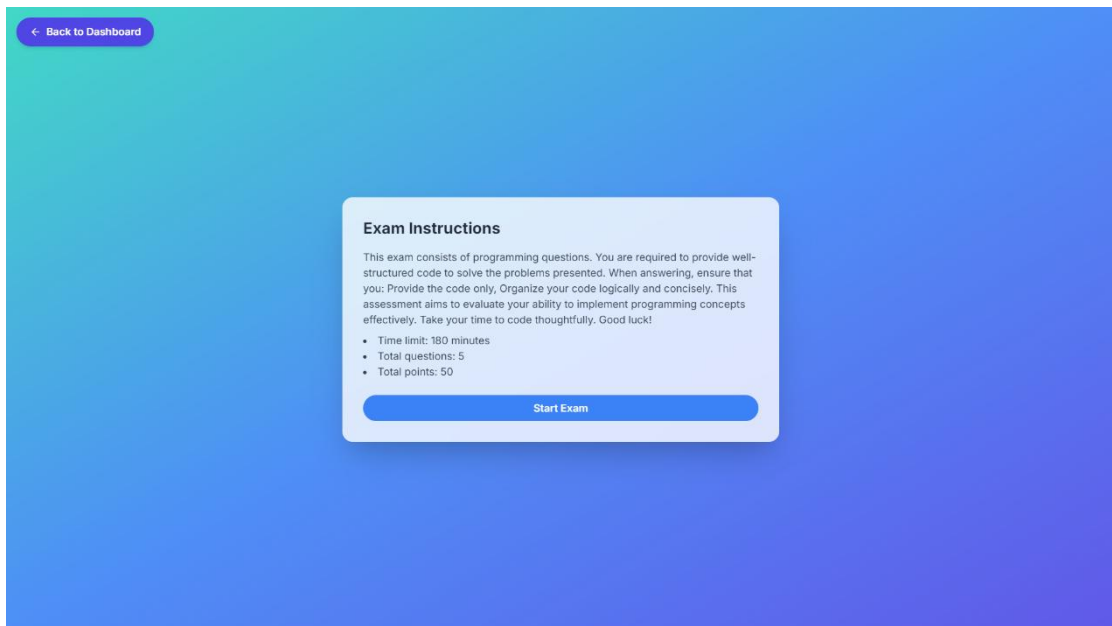 ← Back to Dashboard
Exam Instructions
This exam consists of programming questions. You are required to provide well-
structured code to solve the problems presented. When answering, ensure that
you: Provide the code only, Organize your code logically and concisely. This
assessment aims to evaluate your ability to implement programming concepts
effectively. Take your time to code thoughtfully. Good luck!
• Time limit: 180 minutes
• Total questions: 5
• Total points: 50
Start Exam